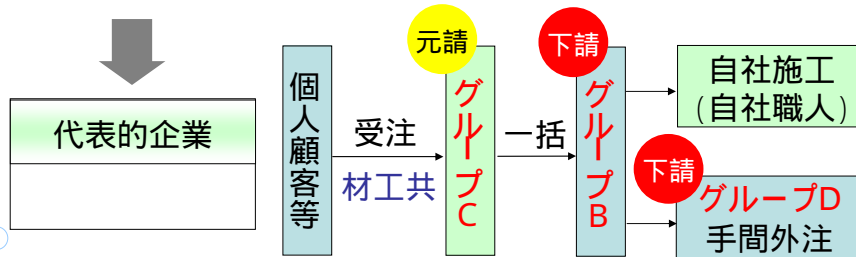 代表的企業
個人顧客等
受注
材工共
元請
グループC
一括
下請
グループB
自社施工
(自社職人)
下請
グループD
手間外注